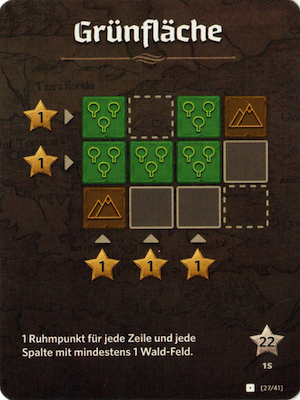 Grünfläche
1
1
1 1 1
1 Ruhmpunkt für jede Zeile und jede
Spalte mit mindestens 1 Wald-Feld.
22
1S
[27/41]